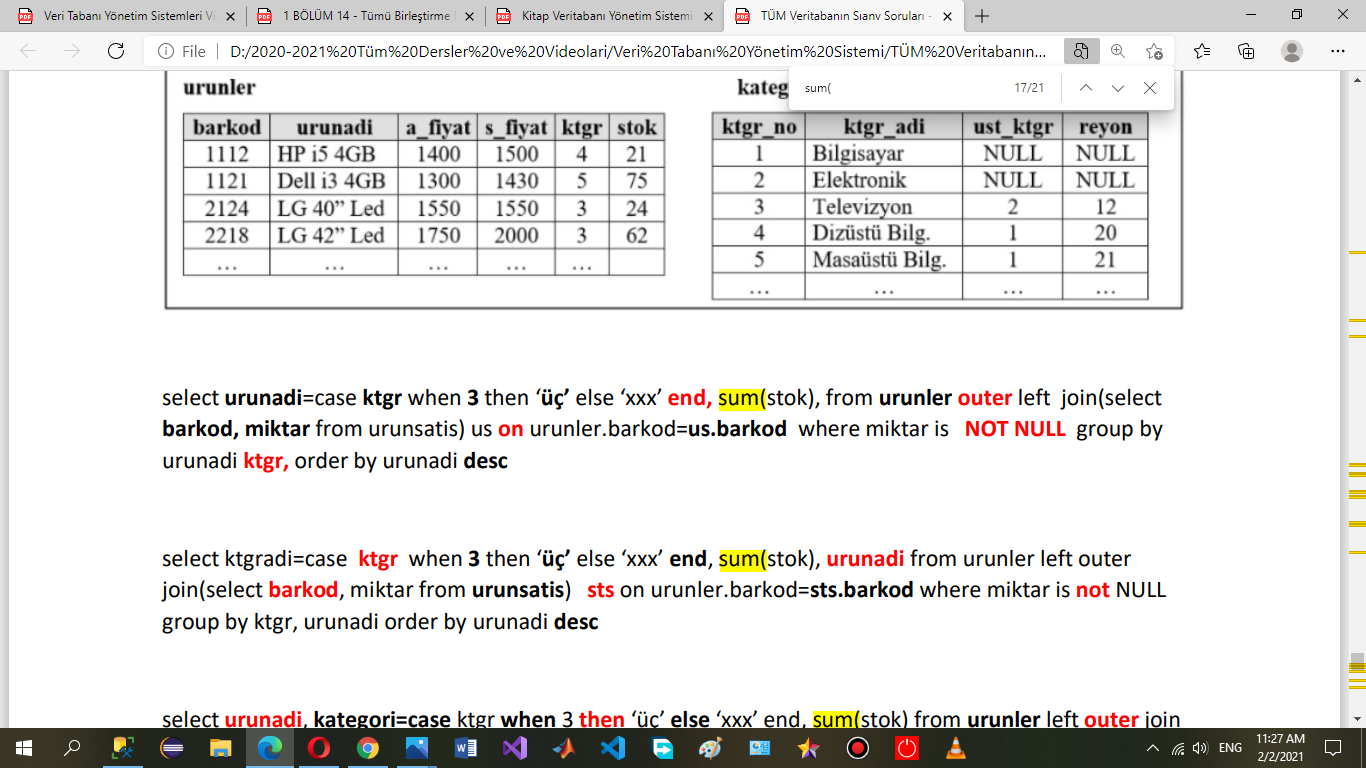 Veri Tabanı Yönetim Sistemleri Vi
1 BÖLÜM 14 - Tümü Birleştirme
Kitap Veritabanı Yönetim Sistemi
TÜM Veritabanın Sıanv Soruları -
File
D:/2020-2021%20Tüm%20Dersler%20ve%20Videolari/Veri%20Tabanı%20Yönetim%20Sistemi/TÜM%20Veritabanın...
sum(
17/21
urunler
barkod urunadi a_fiyat s_fiyat ktgr stok
1112 HP i5 4GB 1400 1500 4 21
1121 Dell i3 4GB 1300 1430 5 75
2124 LG 40” Led 1550 1550 3 24
2218 LG 42” Led 1750 2000 3 62
… … … … …
kateg
ktgr_no ktgr_adi ust_ktgr reyon
1 Bilgisayar NULL NULL
2 Elektronik NULL NULL
3 Televizyon 2 12
4 Dizüstü Bilg. 1 20
5 Masaüstü Bilg. 1 21
… … … …
select urunadi=case ktgr when 3 then ‘üç’ else ‘xxx’ end, sum(stok), from urunler outer left join(select
barkod, miktar from urunsatis) us on urunler.barkod=us.barkod where miktar is NOT NULL group by
urunadi ktgr, order by urunadi desc
select ktgradi=case ktgr when 3 then ‘üç’ else ‘xxx’ end, sum(stok), urunadi from urunler left outer
join(select barkod, miktar from urunsatis) sts on urunler.barkod=sts.barkod where miktar is not NULL
group by ktgr, urunadi order by urunadi desc
select urunadi, kategori=case ktgr when 3 then ‘üç’ else ‘xxx’ end, sum(stok) from urunler left outer join
ENG
11:27 AM
2/2/2021